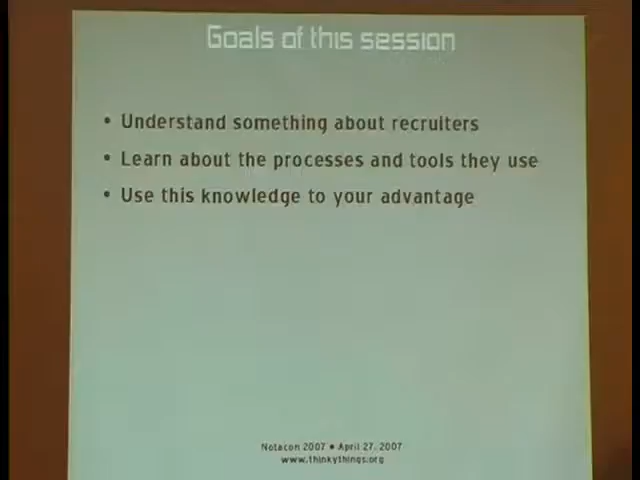 Goals of this session
• Understand something about recruiters
• Learn about the processes and tools they use
• Use this knowledge to your advantage
Notacon 2007 • April 27, 2007
www.thinkythings.org